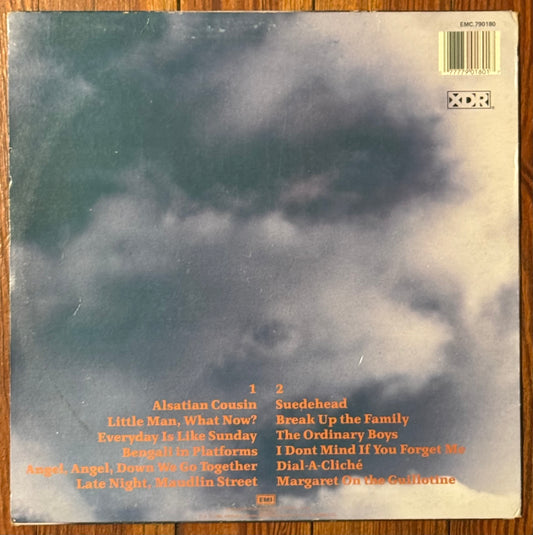 EMC.790180
77779 01801
XDR
1
Alsatian Cousin
Little Man, What Now?
Everyday Is Like Sunday
Bengali in Platforms
Angel, Angel, Down We Go Together
Late Night, Maudlin Street
2
Suedehead
Break Up the Family
The Ordinary Boys
I Dont Mind If You Forget Me
Dial-A-Cliché
Margaret On the Guillotine
EMI